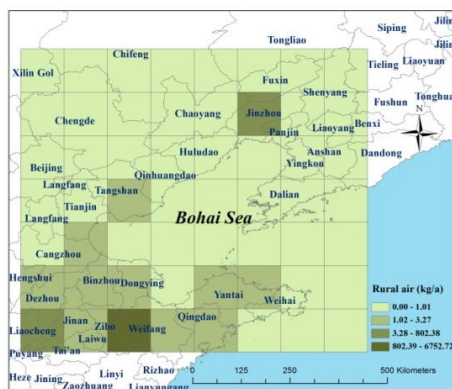 Siping
Jilin
Tongliao
Jilin
Chifeng
Tieling
Liaoyuan
Xilin Gol
Fuxin
Shenyang
Fushun
Tonghua
N
Chaoyang
Jinzhou
Chengde
Liaoyang
Benxi
Panjin
Huludao
Anshan
Dandong
Beijing
Yingkou
Qinhuangdao
Langfang
Tangshan
Dalian
Tianjin
Langfang
Bohai Sea
Cangzhou
Hengshui
Binzhou
Dongying
Rural air (kg/a)
Dezhou
Yantai
Weihai
0.00 - 1.01
1.02 - 3.27
Liaocheng
Jinan
Zibo
Weifang
Qingdao
3.28 - 802.38
Laiwu
802.39 - 6752.72
Puyang
Tai'an
Rizhao
Heze
Jining
Linyi
0
125
250
500 Kilometers
Zaozhuang
Lianyungang